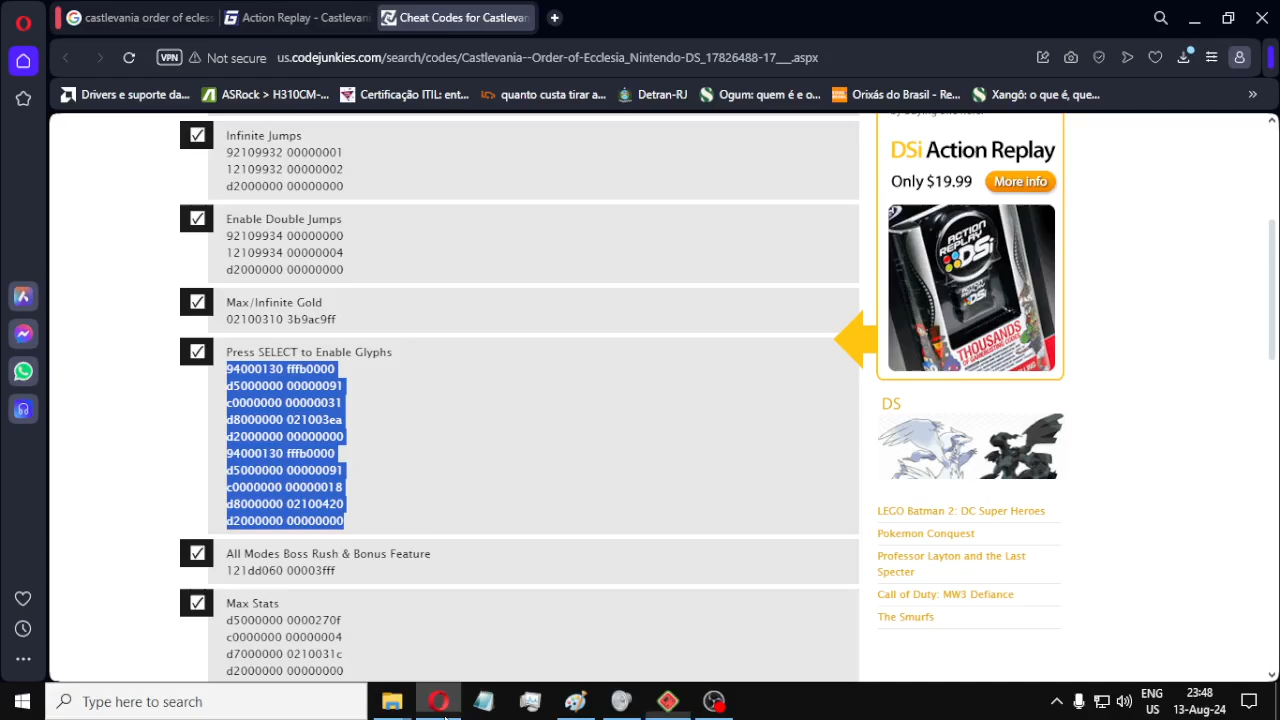 castlevania order of ecles
Action Replay - Castlevani
Cheat Codes for Castlevan
VPN
Not secure
us.codejunkies.com/search/codes/Castlevania--Order-of-Ecclesia_Nintendo-DS_17826488-17___.aspx
Drivers e suporte da...
ASRock > H310CM-...
Certificação ITIL: ent...
quanto custa tirar a...
Detran-RJ
Ogum: quem é e o ...
Orixás do Brasil - Re...
Xangô: o que é, que...
Infinite Jumps
92109932 00000001
12109932 00000002
d2000000 00000000
Enable Double Jumps
92109934 00000000
12109934 00000004
d2000000 00000000
Max/Infinite Gold
02100310 3b9ac9ff
Press SELECT to Enable Glyphs
94000130 fffb0000
d5000000 00000091
c0000000 00000031
d8000000 021003ea
d2000000 00000000
94000130 fffb0000
d5000000 00000091
c0000000 00000018
d8000000 02100420
d2000000 00000000
All Modes Boss Rush & Bonus Feature
121dd060 00003fff
Max Stats
d5000000 0000270f
c0000000 00000004
d7000000 0210031c
d2000000 00000000
DSi Action Replay
Only $19.99
More info
ACTION REPLAY DSi
THOUSANDS
DS
LEGO Batman 2: DC Super Heroes
Pokemon Conquest
Professor Layton and the Last
Specter
Call of Duty: MW3 Defiance
The Smurfs
Type here to search
ENG
US
23:48
13-Aug-24